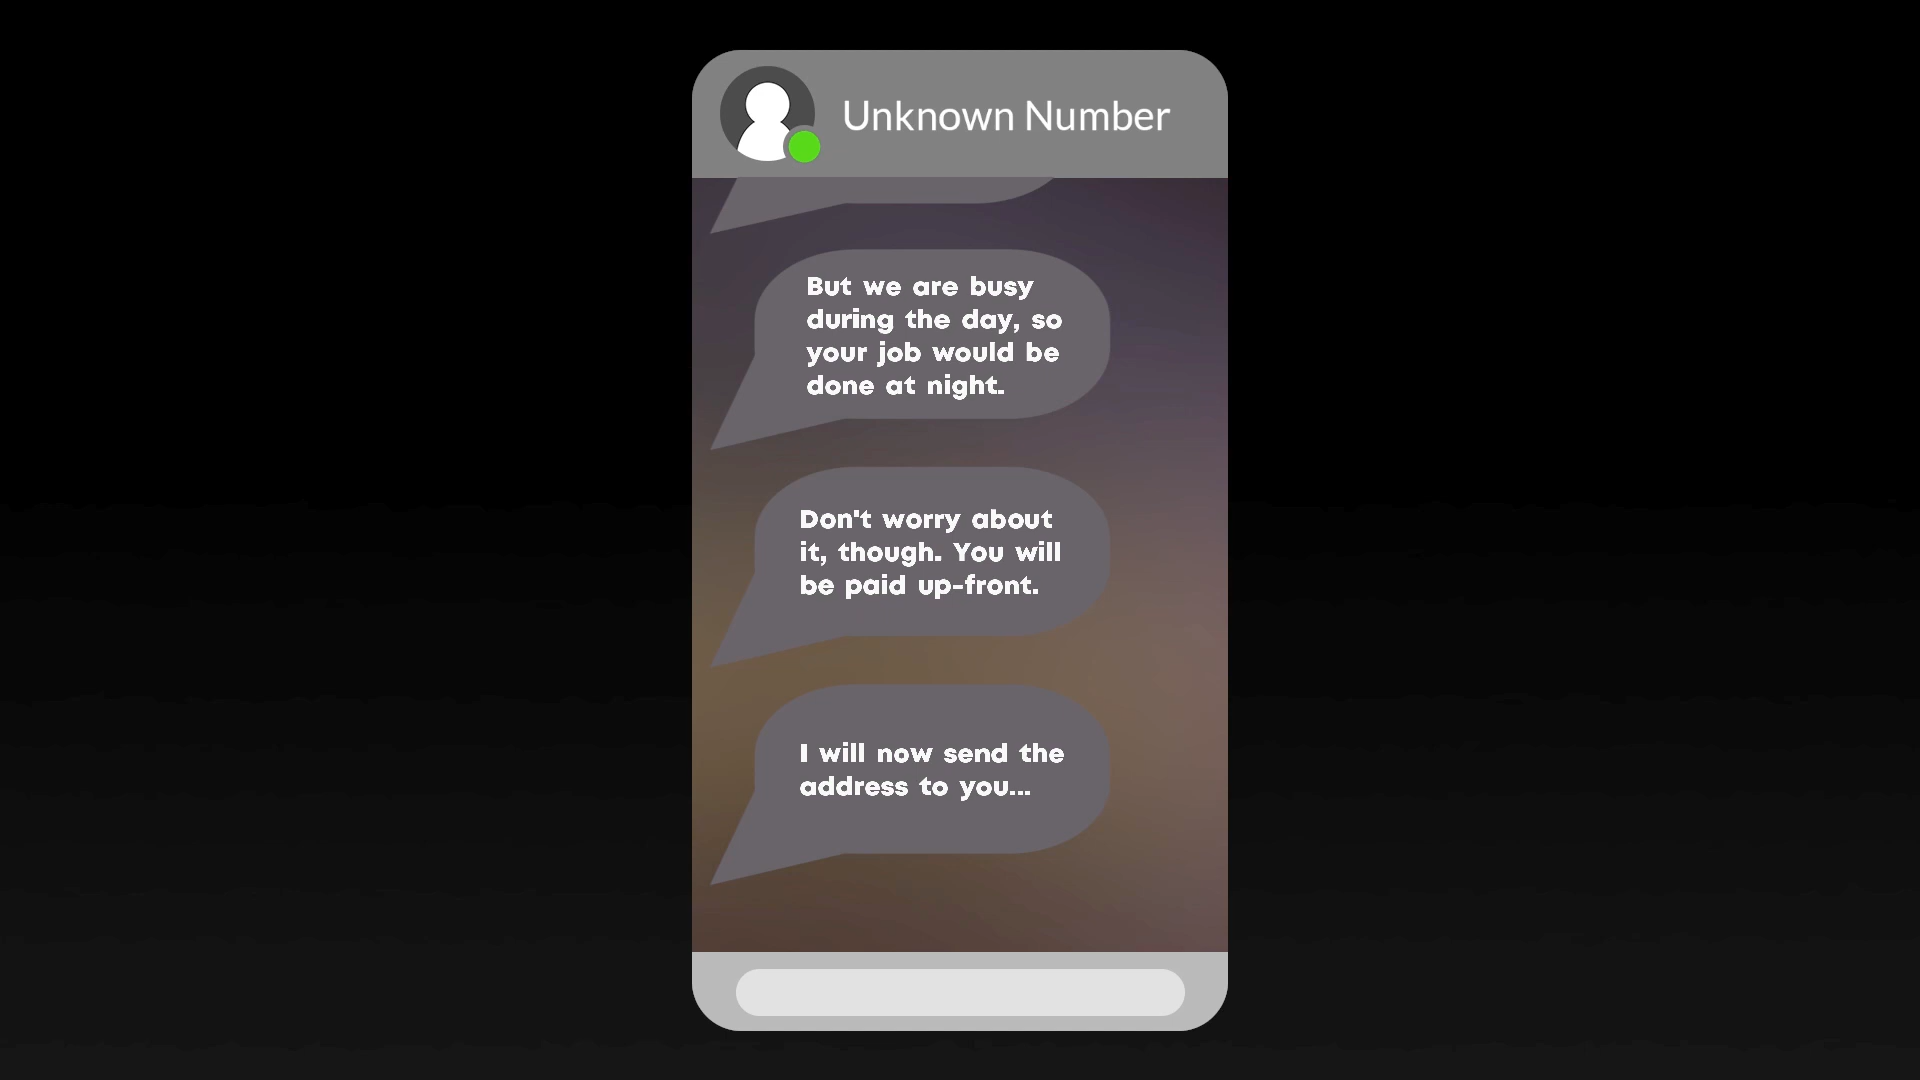 Unknown Number
But we are busy
during the day, so
your job would be
done at night.
Don't worry about
it, though. You will
be paid up-front.
I will now send the
address to you...